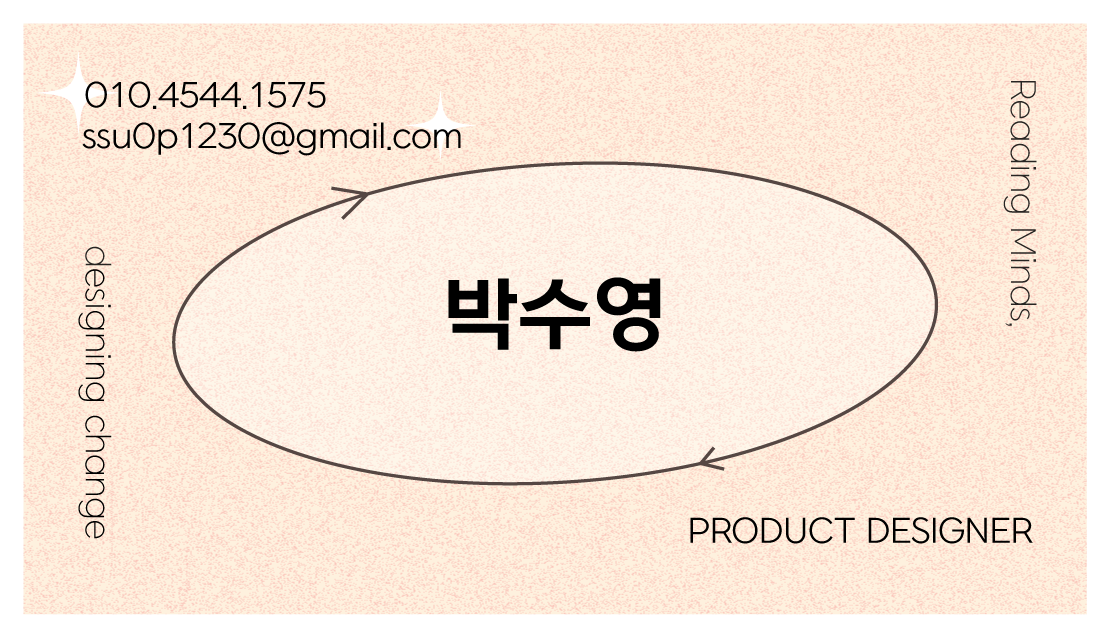 010.4544.1575
ssu0p1230@gmail.com
Reading Minds,
박수영
designing change
PRODUCT DESIGNER